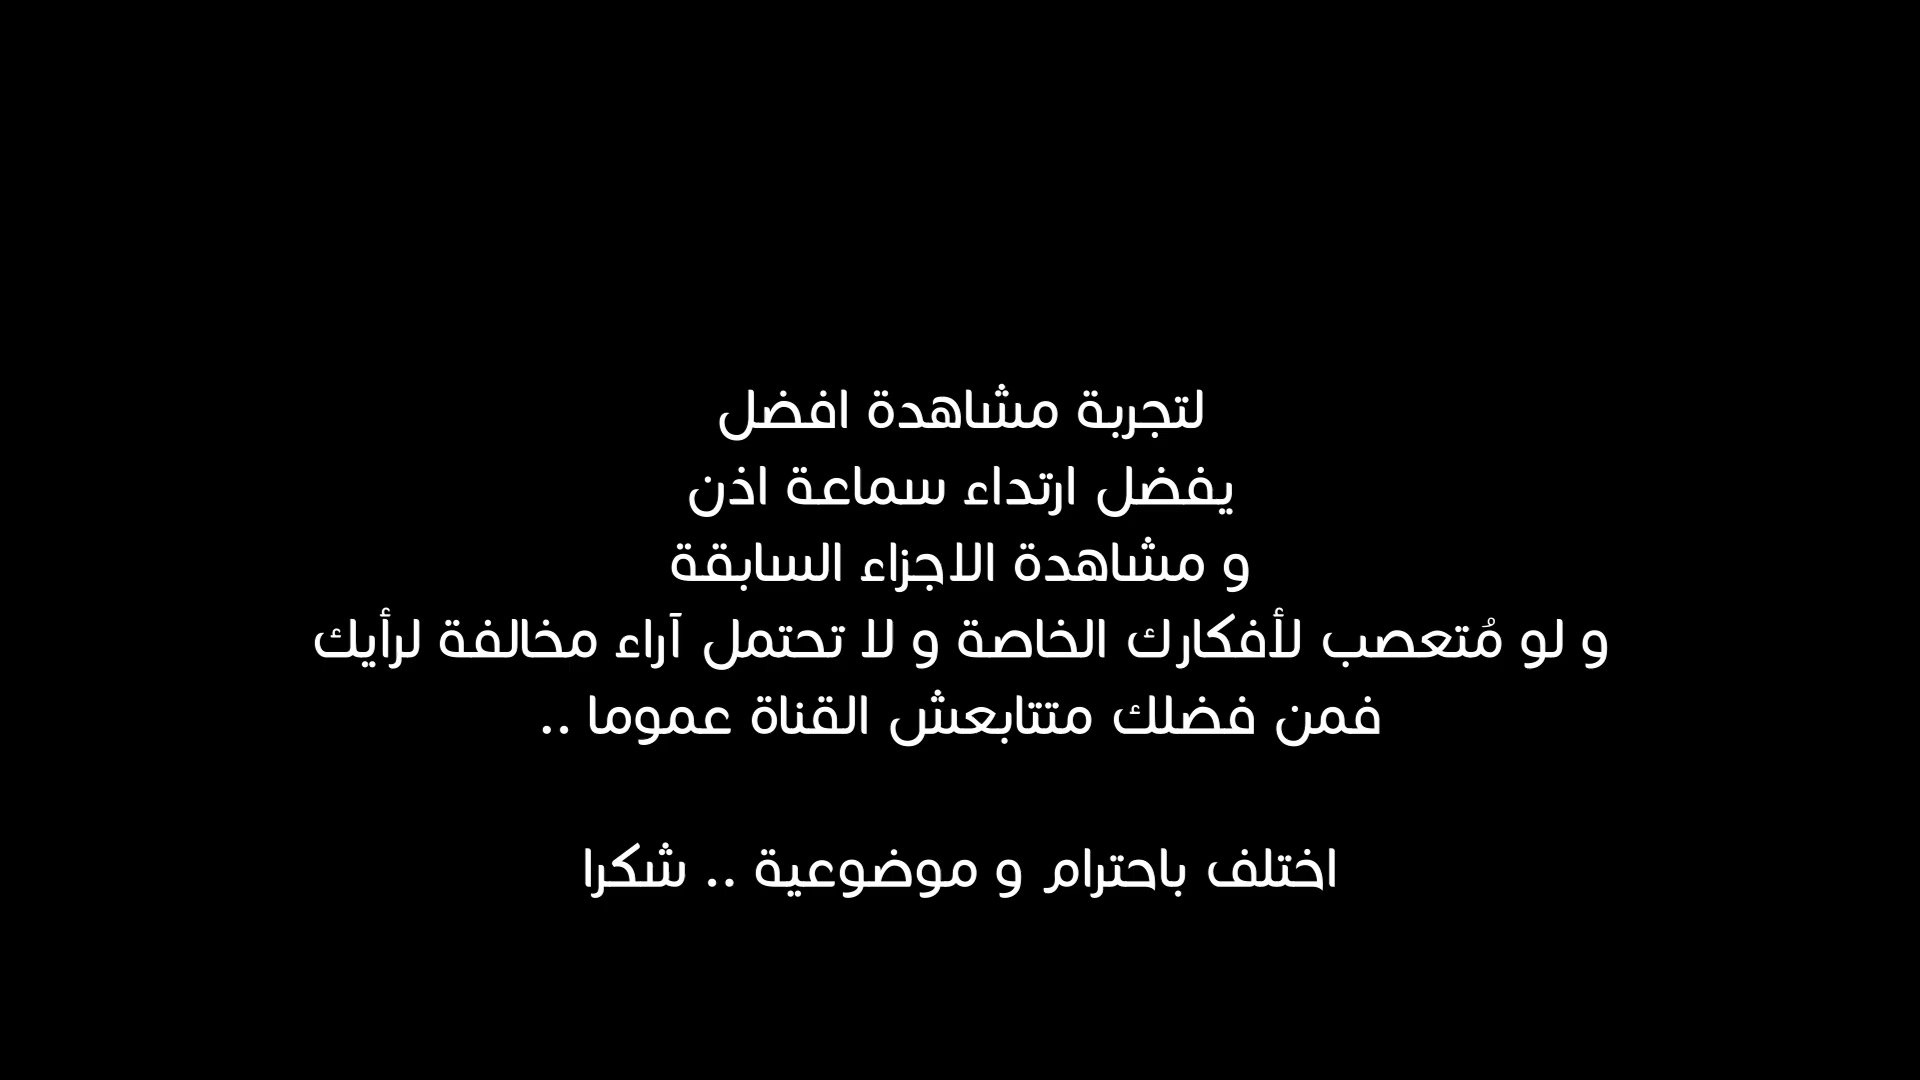 لتجربة مشاهدة افضل
يفضل ارتداء سماعة اذن
و مشاهدة الاجزاء السابقة
و لو مُتعصب لأفكارك الخاصة و لا تحتمل آراء مخالفة لرأيك
فمن فضلك متتابعش القناة عموما ..
اختلف باحترام و موضوعية .. شكرا